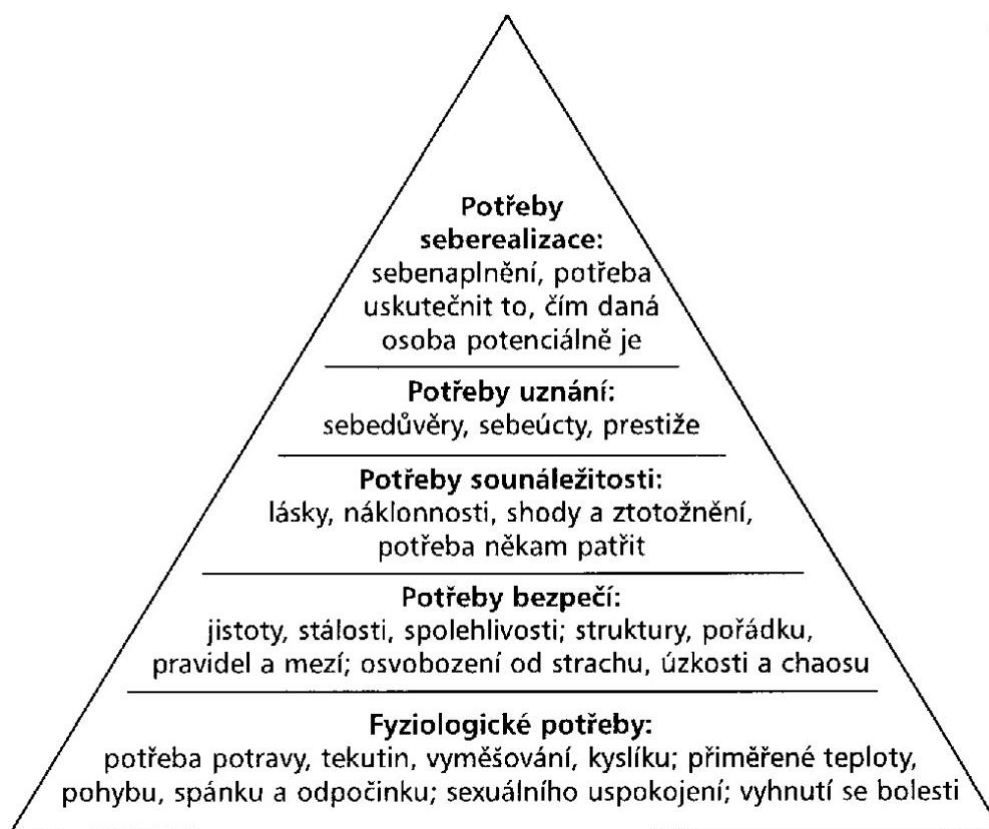 Potřeby
seberealizace:
sebenaplnění, potřeba
uskutečnit to, čím daná
osoba potenciálně je
Potřeby uznání:
sebedůvěry, sebeúcty, prestiže
Potřeby sounáležitosti:
lásky, náklonnosti, shody a ztotožnění,
potřeba někam patřit
Potřeby bezpečí:
jistoty, stálosti, spolehlivosti; struktury, pořádku,
pravidel a mezí; osvobození od strachu, úzkosti a chaosu
Fyziologické potřeby:
potřeba potravy, tekutin, vyměšování, kyslíku; přiměřené teploty,
pohybu, spánku a odpočinku; sexuálního uspokojení; vyhnutí se bolesti